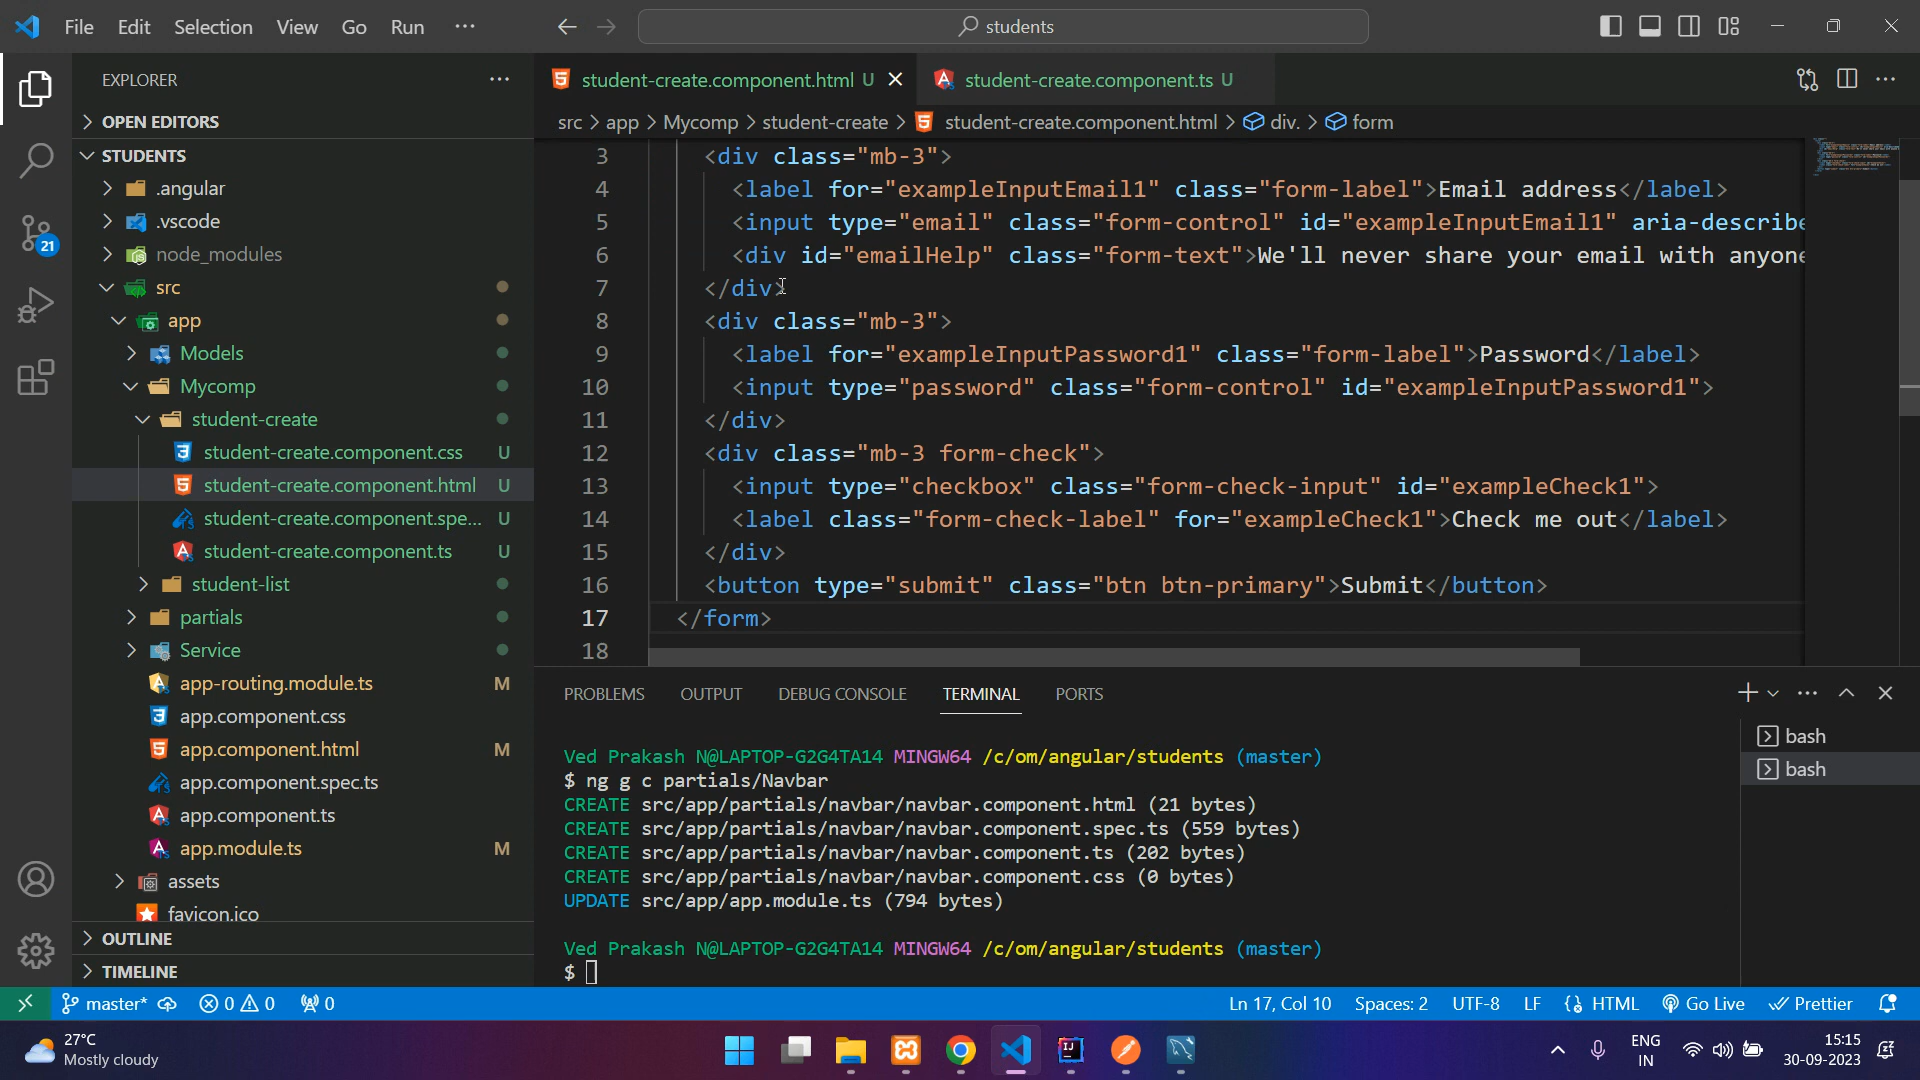 File Edit Selection View Go Run ···
students
EXPLORER ···
OPEN EDITORS
STUDENTS
.angular
.vscode
node_modules
src
app
Models
Mycomp
student-create
student-create.component.css U
student-create.component.html U
student-create.component.spe... U
student-create.component.ts U
student-list
partials
Service
app-routing.module.ts M
app.component.css
app.component.html M
app.component.spec.ts
app.component.ts
app.module.ts M
assets
favicon.ico
OUTLINE
TIMELINE
21
student-create.component.html U
student-create.component.ts U
src > app > Mycomp > student-create > student-create.component.html > div. > form
3 <div class="mb-3">
4 <label for="exampleInputEmail1" class="form-label">Email address</label>
5 <input type="email" class="form-control" id="exampleInputEmail1" aria-describe
6 <div id="emailHelp" class="form-text">We'll never share your email with anyone
7 </div>
8 <div class="mb-3">
9 <label for="exampleInputPassword1" class="form-label">Password</label>
10 <input type="password" class="form-control" id="exampleInputPassword1">
11 </div>
12 <div class="mb-3 form-check">
13 <input type="checkbox" class="form-check-input" id="exampleCheck1">
14 <label class="form-check-label" for="exampleCheck1">Check me out</label>
15 </div>
16 <button type="submit" class="btn btn-primary">Submit</button>
17 </form>
18
PROBLEMS OUTPUT DEBUG CONSOLE TERMINAL PORTS
Ved Prakash N@LAPTOP-G2G4TA14 MINGW64 /c/om/angular/students (master)
$ ng g c partials/Navbar
CREATE src/app/partials/navbar/navbar.component.html (21 bytes)
CREATE src/app/partials/navbar/navbar.component.spec.ts (559 bytes)
CREATE src/app/partials/navbar/navbar.component.ts (202 bytes)
CREATE src/app/partials/navbar/navbar.component.css (0 bytes)
UPDATE src/app/app.module.ts (794 bytes)
Ved Prakash N@LAPTOP-G2G4TA14 MINGW64 /c/om/angular/students (master)
$
bash
bash
master* 0 0 0 Ln 17, Col 10 Spaces: 2 UTF-8 LF HTML Go Live Prettier
27°C
Mostly cloudy
ENG
IN
15:15
30-09-2023